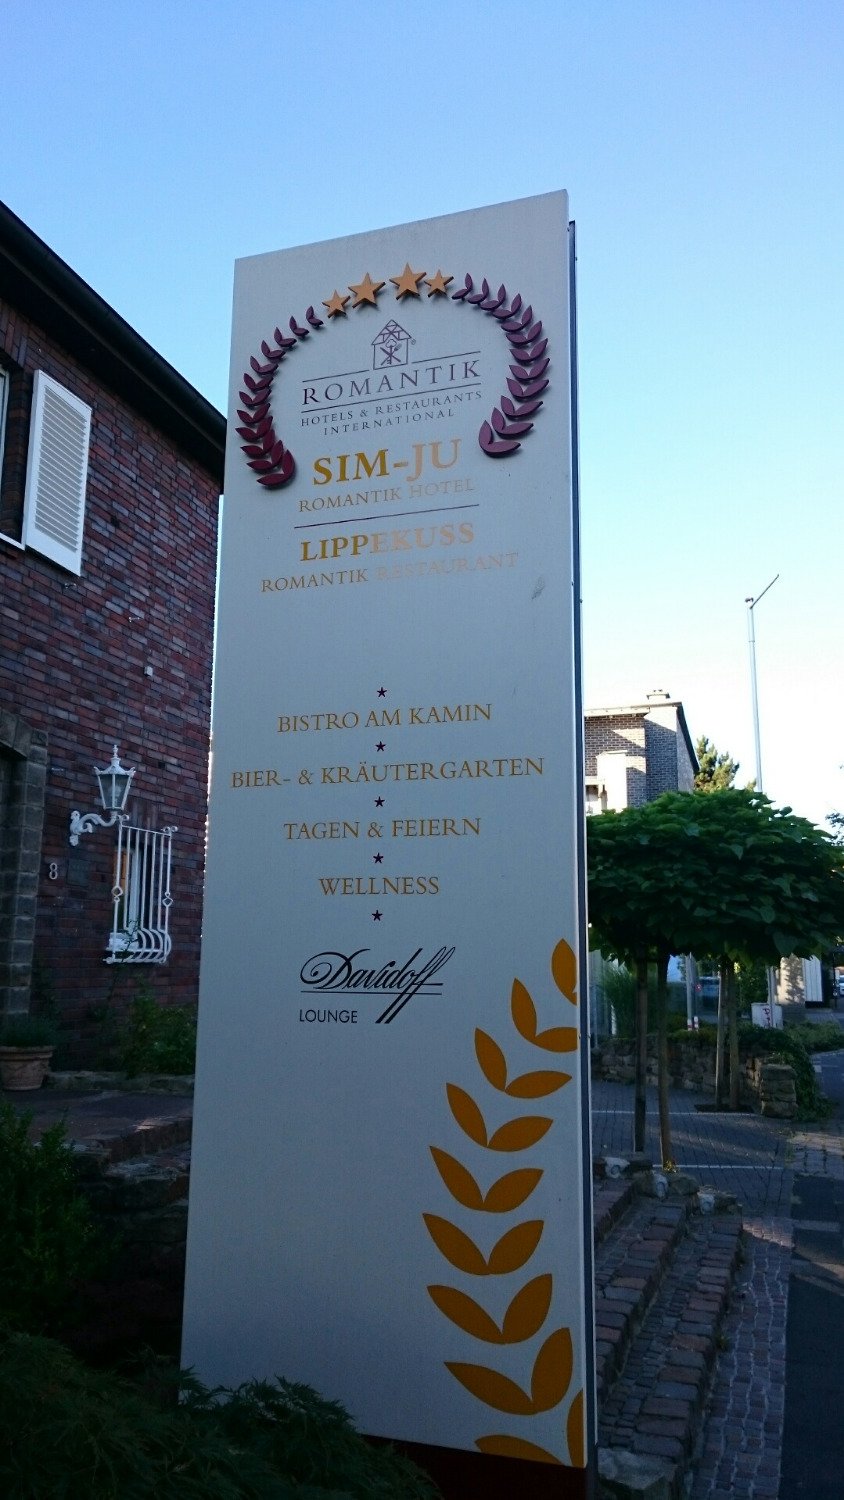 ROMANTIK
HOTELS & RESTAURANTS
INTERNATIONAL
SIM-JU
ROMANTIK HOTEL
LIPPEKUSS
ROMANTIK RESTAURANT
BISTRO AM KAMIN
BIER- & KRÄUTERGARTEN
TAGEN & FEIERN
WELLNESS
Davidoff
LOUNGE
8